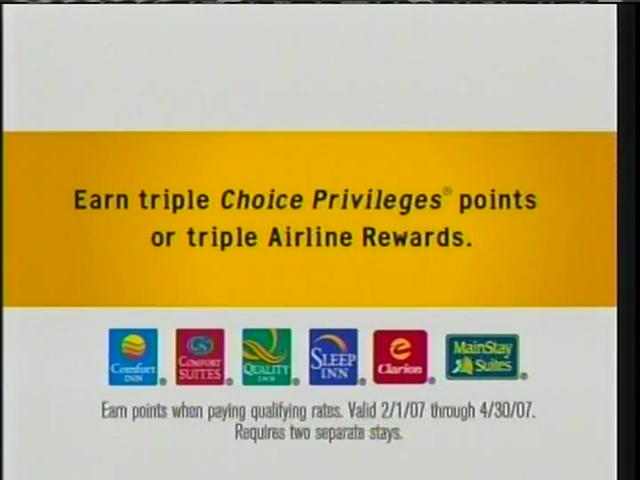 Earn triple Choice Privileges® points
or triple Airline Rewards.
Comfort INN® COMFORT SUITES® QUALITY INN® SLEEP INN® Clarion® MainStay Suites®
Earn points when paying qualifying rates. Valid 2/1/07 through 4/30/07.
Requires two separate stays.